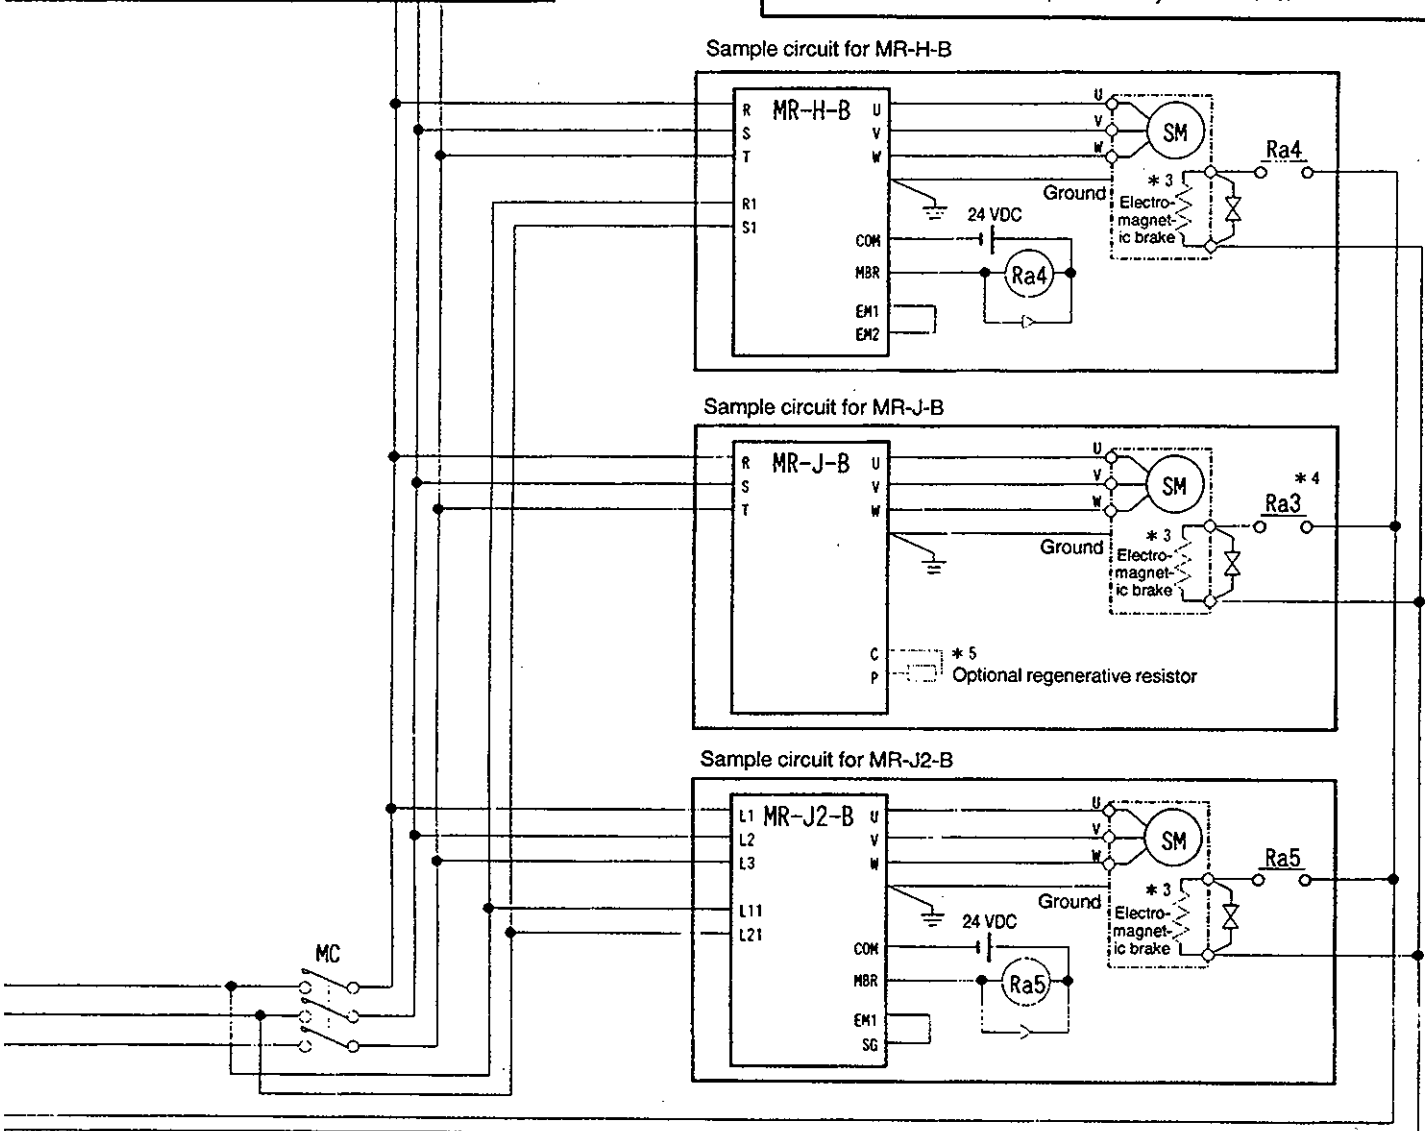 Sample circuit for MR-H-B
R MR-H-B U
S V
T W
R1
S1
COM
MBR
EM1
EM2
U
V
W
SM
Ground
24 VDC
Ra4
* 3
Electro-
magnet-
ic brake
Ra4
Sample circuit for MR-J-B
R MR-J-B U
S V
T W
C
P
* 5
Optional regenerative resistor
U
V
W
SM
Ground
* 3
Electro-
magnet-
ic brake
* 4
Ra3
Sample circuit for MR-J2-B
L1 MR-J2-B U
L2 V
L3 W
L11
L21
COM
MBR
EM1
SG
U
V
W
SM
Ground
24 VDC
Ra5
* 3
Electro-
magnet-
ic brake
Ra5
MC